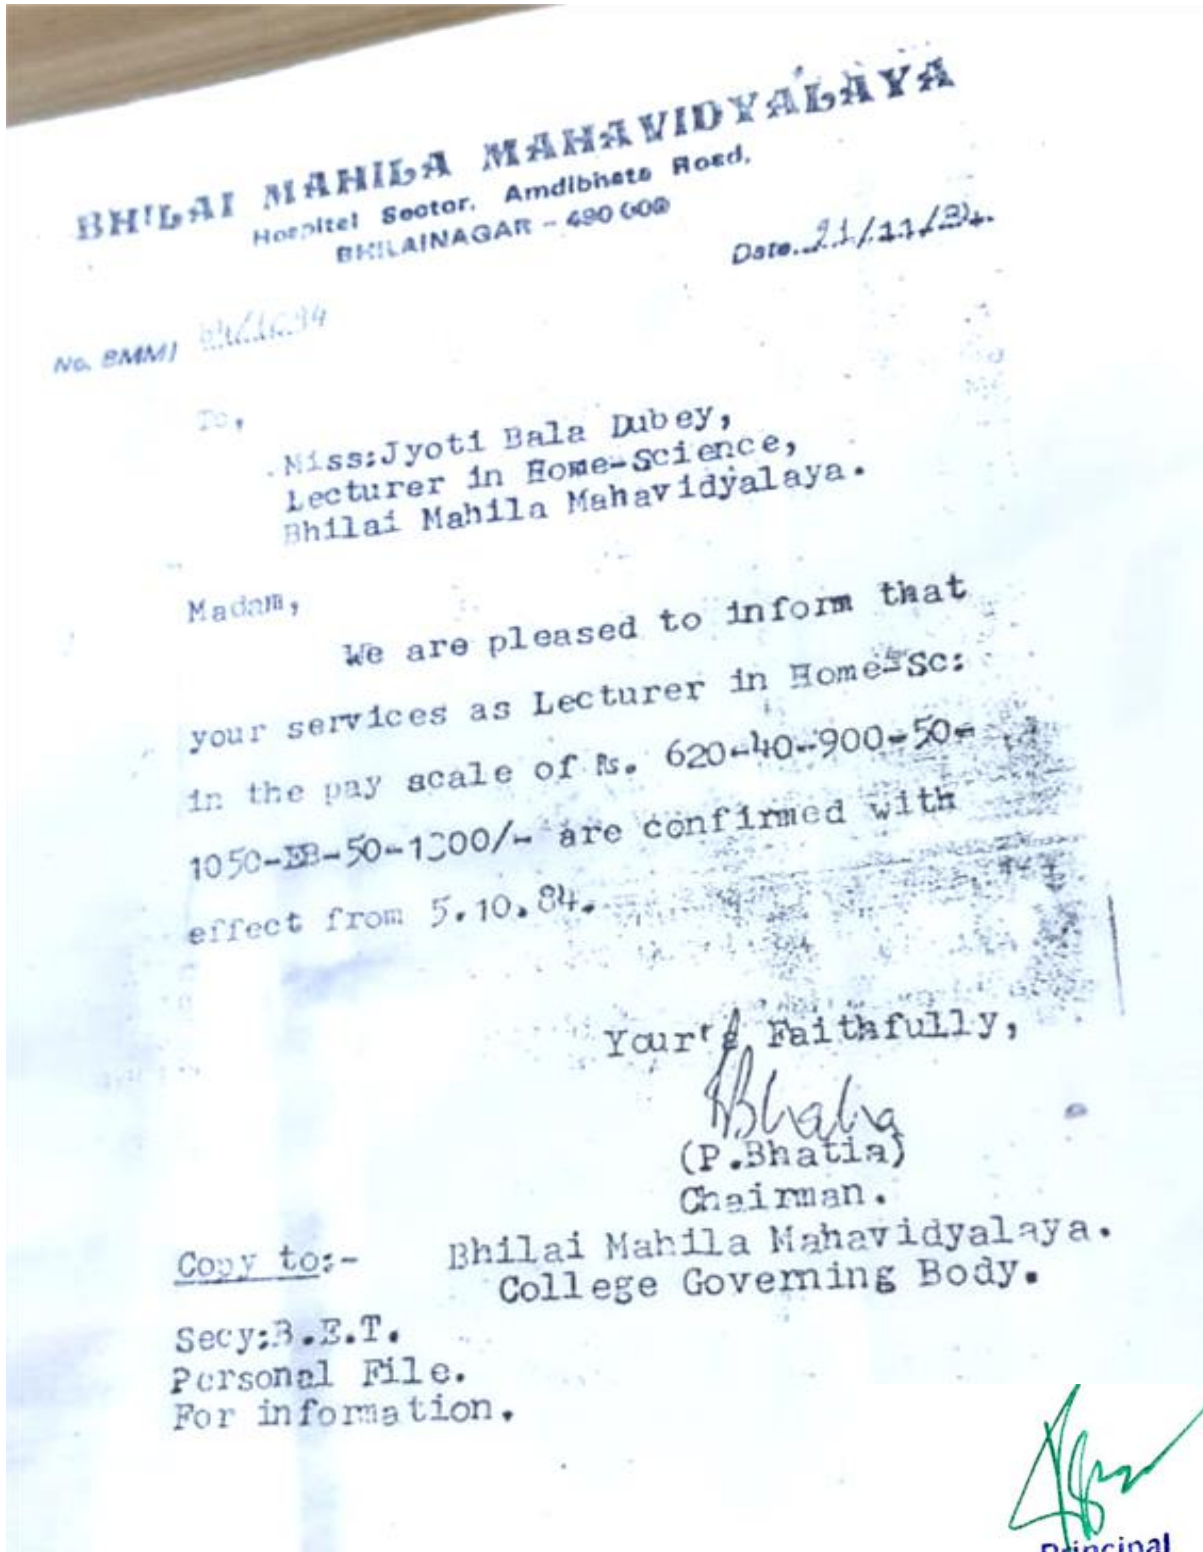 BHILAI MAHILA MAHAVIDYALAYA
Hospital Sector, Amdibhata Road,
BHILAINAGAR - 490 009
Date..21/11/84.
No. BMM/
To,
Miss:Jyoti Bala Dubey,
Lecturer in Home-Science,
Bhilai Mahila Mahavidyalaya.
Madam,
We are pleased to inform that
your services as Lecturer in Home-Sc:
in the pay scale of Rs. 620-40-900-50-
1050-EB-50-1300/- are confirmed with
effect from 5.10.84.
Your's Faithfully,
(P.Bhatia)
Chairman.
Bhilai Mahila Mahavidyalaya.
College Governing Body.
Copy to:-
Secy:B.E.T.
Personal File.
For information.
Principal